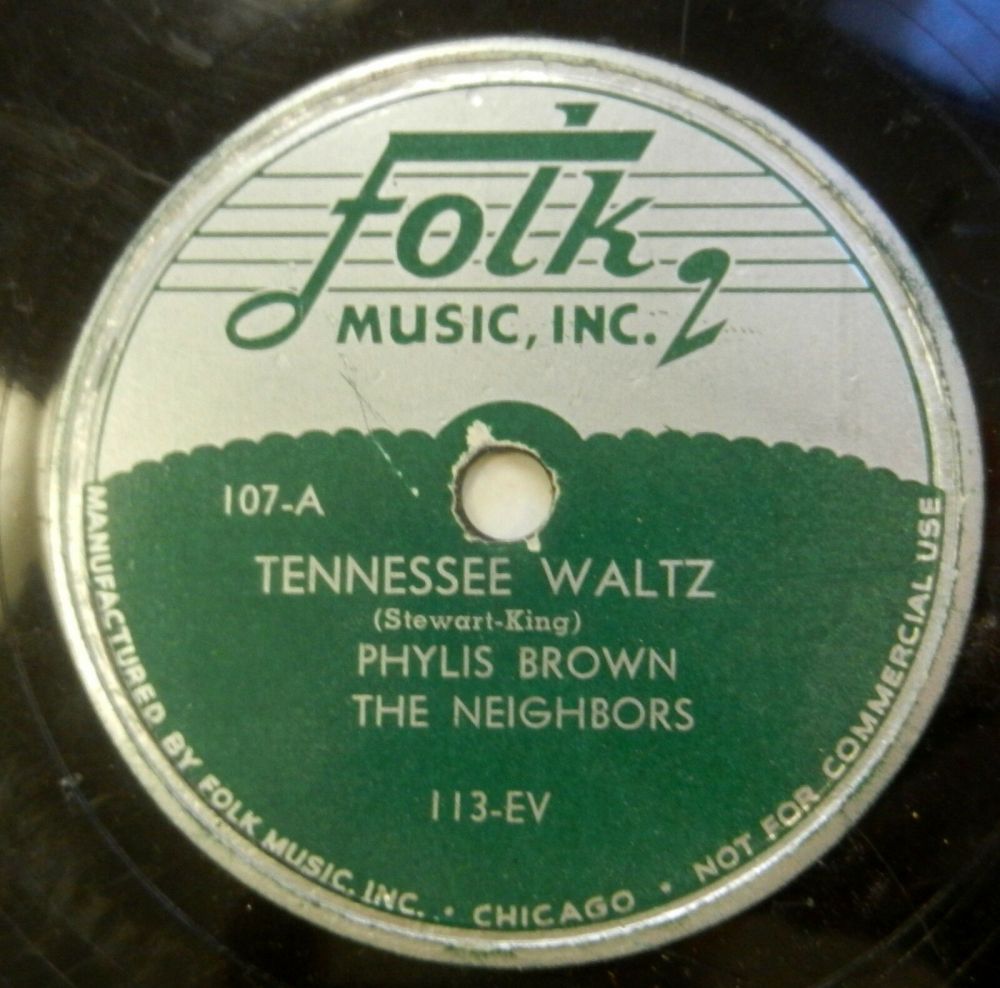 Folk
MUSIC, INC.
107-A
TENNESSEE WALTZ
(Stewart-King)
PHYLIS BROWN
THE NEIGHBORS
113-EV
MANUFACTURED BY FOLK MUSIC, INC. • CHICAGO • NOT FOR COMMERCIAL USE